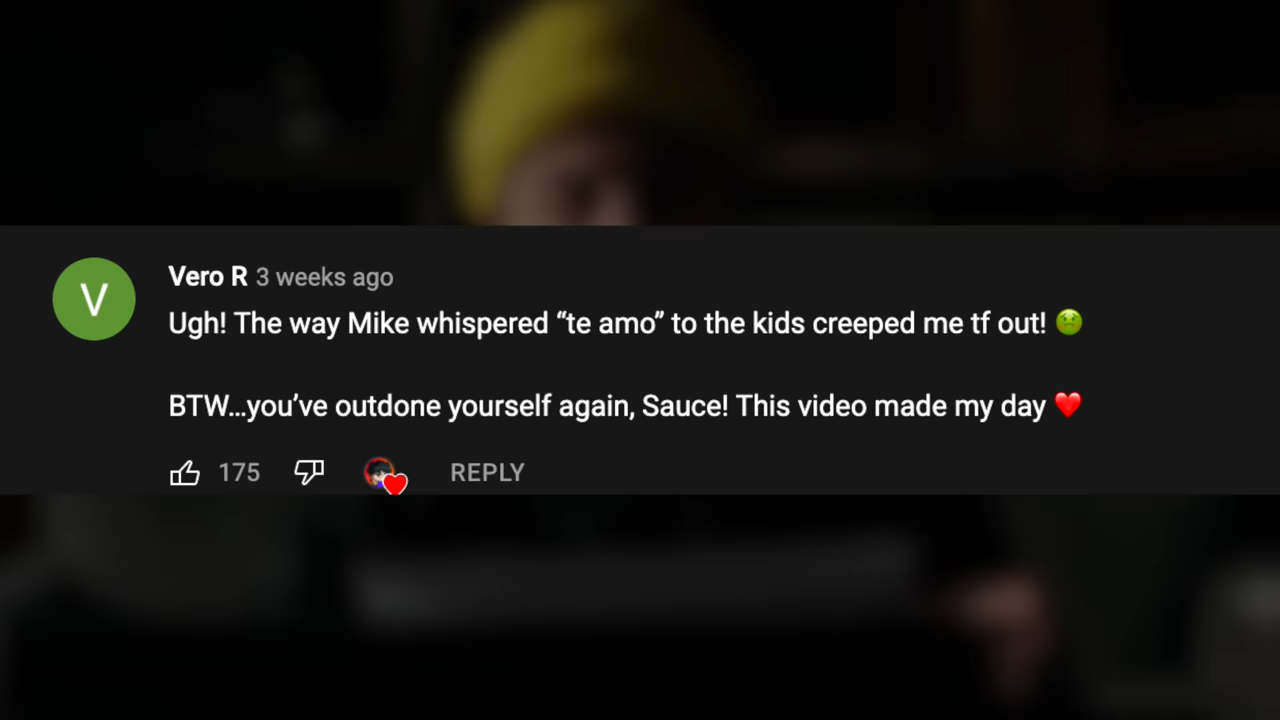 V
Vero R 3 weeks ago
Ugh! The way Mike whispered “te amo” to the kids creeped me tf out! 🤢
BTW…you’ve outdone yourself again, Sauce! This video made my day ❤️
175 REPLY